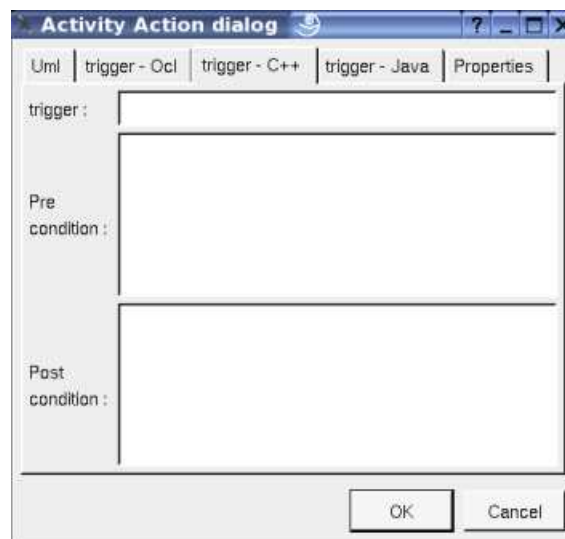 Activity Action dialog ?
Uml trigger - Ocl trigger - C++ trigger - Java Properties
trigger :
Pre
condition :
Post
condition :
OK Cancel